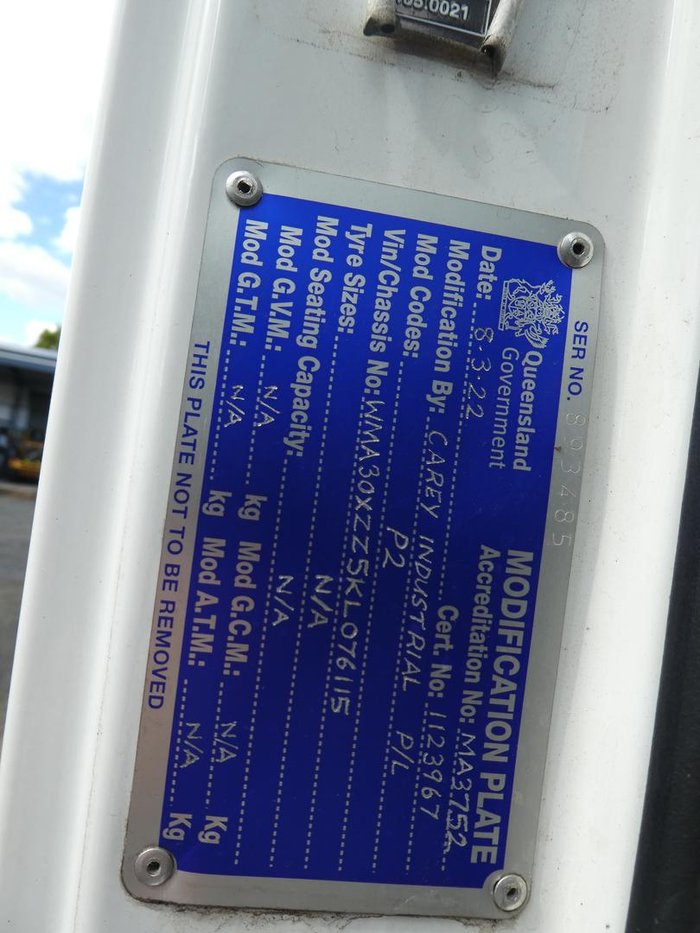 .08.0021
SER NO. 893485
Queensland Government MODIFICATION PLATE
Accreditation No: MA3752
Date: 8.3.22 Cert. No: 1123967
Modification By: CAREY INDUSTRIAL P/L
Mod Codes: P2
Vin/Chassis No: WMA30XZZ5KL076115
Tyre Sizes: N/A
Mod Seating Capacity: N/A
Mod G.V.M.: N/A kg Mod G.C.M.: N/A Kg
Mod G.T.M.: N/A kg Mod A.T.M.: N/A Kg
THIS PLATE NOT TO BE REMOVED